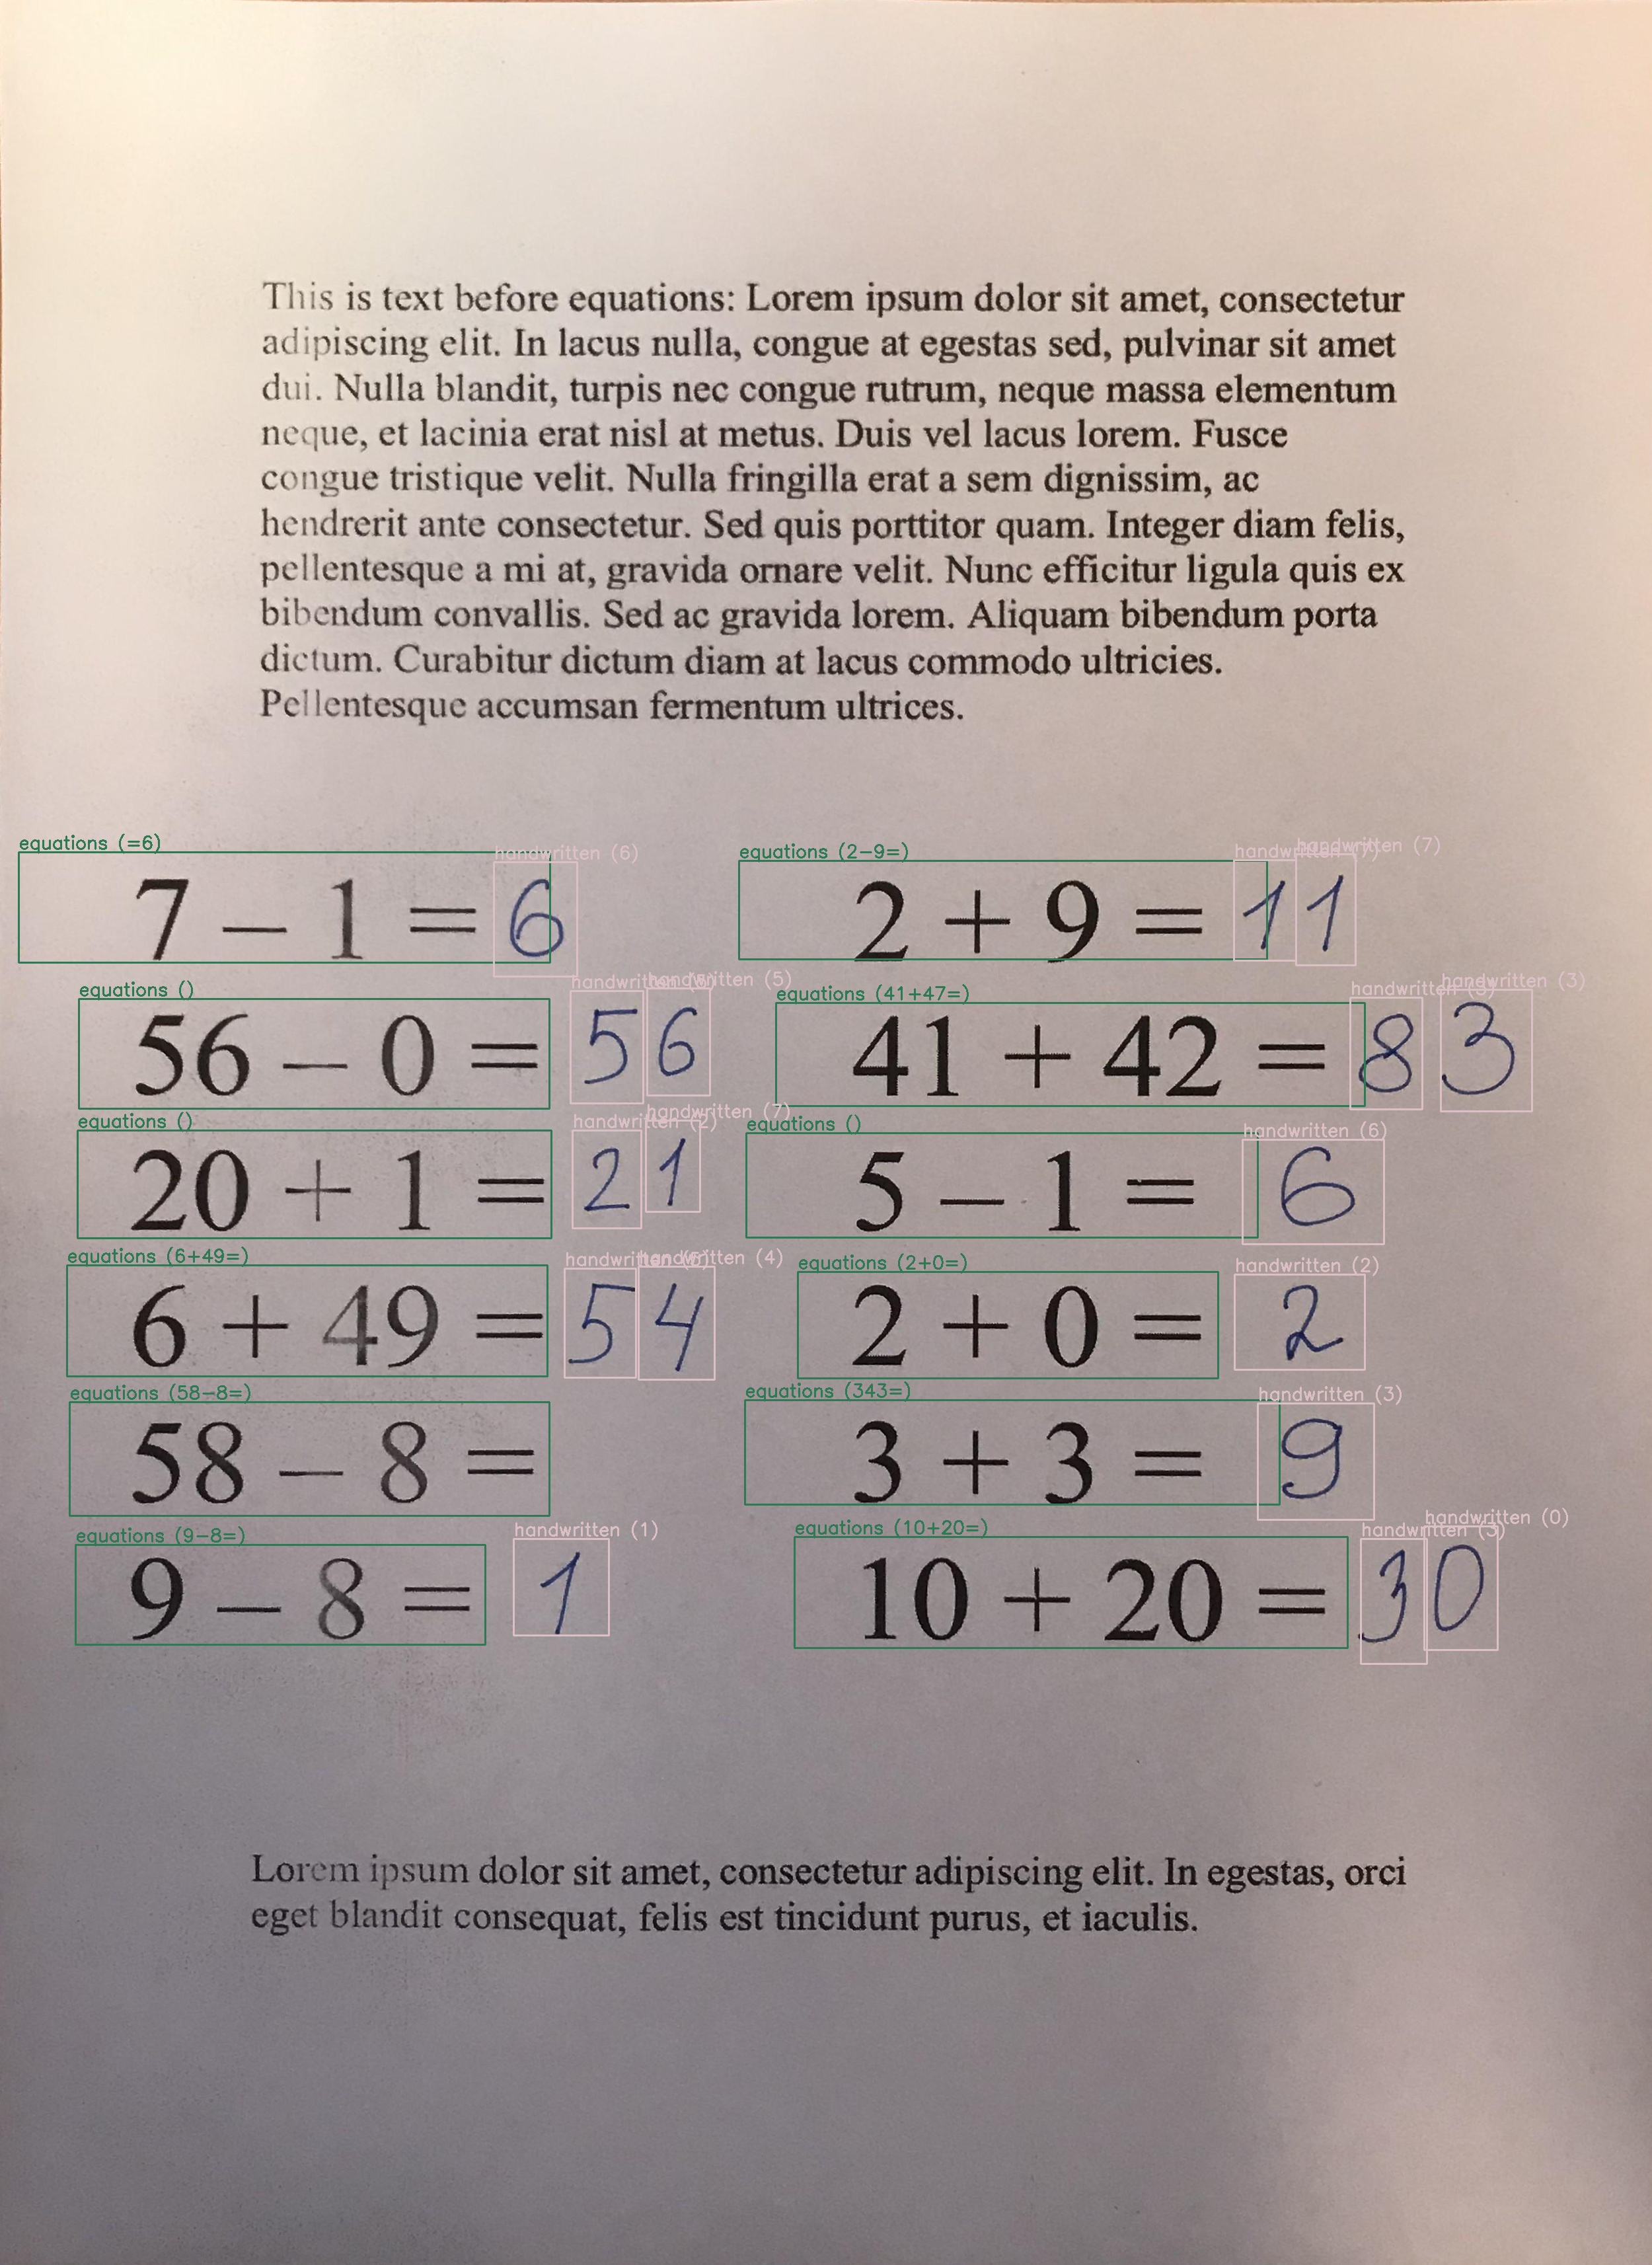 This is text before equations: Lorem ipsum dolor sit amet, consectetur
adipiscing elit. In lacus nulla, congue at egestas sed, pulvinar sit amet
dui. Nulla blandit, turpis nec congue rutrum, neque massa elementum
neque, et lacinia erat nisl at metus. Duis vel lacus lorem. Fusce
congue tristique velit. Nulla fringilla erat a sem dignissim, ac
hendrerit ante consectetur. Sed quis porttitor quam. Integer diam felis,
pellentesque a mi at, gravida ornare velit. Nunc efficitur ligula quis ex
bibendum convallis. Sed ac gravida lorem. Aliquam bibendum porta
dictum. Curabitur dictum diam at lacus commodo ultricies.
Pellentesque accumsan fermentum ultrices.
equations (=6) handwritten (6) equations (2-9=) handwritten (7)
7 – 1 = 6 2 + 9 = 11
equations () handwritten (5) equations (41+47=) handwritten (3)
56 – 0 = 56 41 + 42 = 83
equations () handwritten (2) handwritten (7) equations () handwritten (6)
20 + 1 = 21 5 – 1 = 6
equations (6+49=) handwritten handwritten (4) equations (2+0=) handwritten (2)
6 + 49 = 54 2 + 0 = 2
equations (58-8=) equations (343=) handwritten (3)
58 – 8 = 3 + 3 = 9
equations (9-8=) handwritten (1) equations (10+20=) handwritten (3) handwritten (0)
9 – 8 = 1 10 + 20 = 30
Lorem ipsum dolor sit amet, consectetur adipiscing elit. In egestas, orci
eget blandit consequat, felis est tincidunt purus, et iaculis.